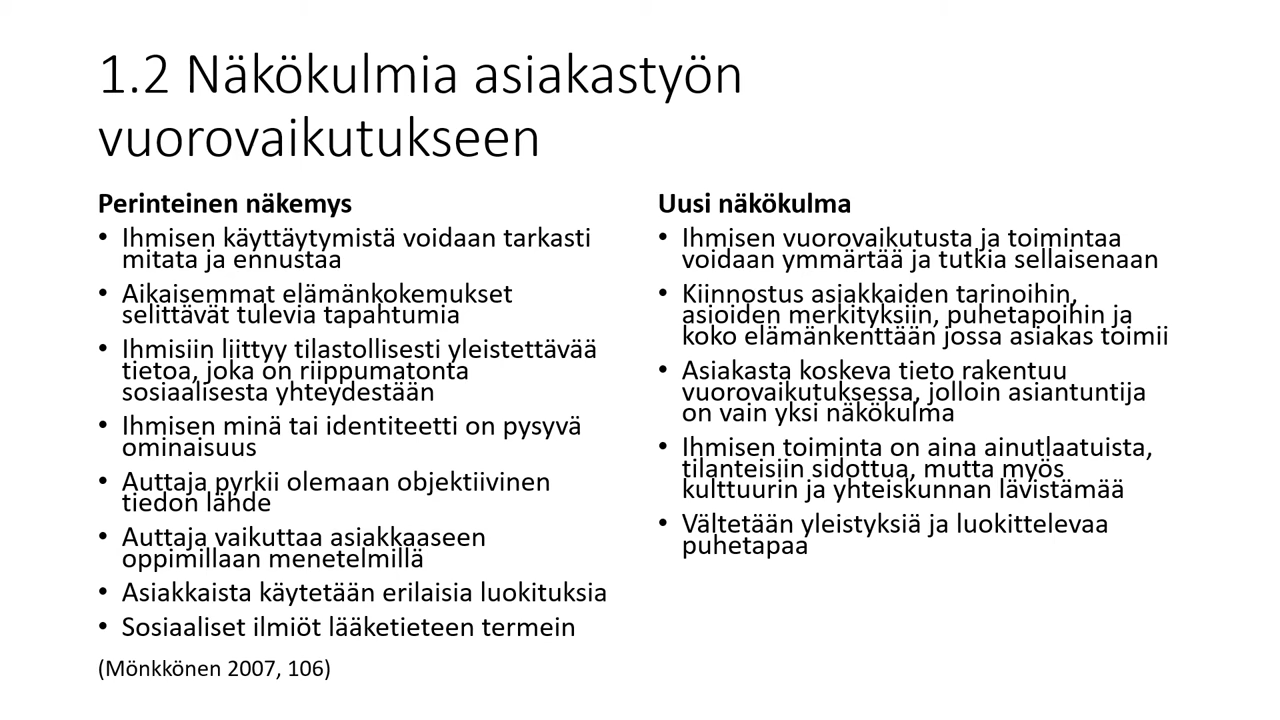 1.2 Näkökulmia asiakastyön
vuorovaikutukseen
Perinteinen näkemys
• Ihmisen käyttäytymistä voidaan tarkasti
mitata ja ennustaa
• Aikaisemmat elämänkokemukset
selittävät tulevia tapahtumia
• Ihmisiin liittyy tilastollisesti yleistettävää
tietoa, joka on riippumatonta
sosiaalisesta yhteydestään
• Ihmisen minä tai identiteetti on pysyvä
ominaisuus
• Auttaja pyrkii olemaan objektiivinen
tiedon lähde
• Auttaja vaikuttaa asiakkaaseen
oppimillaan menetelmillä
• Asiakkaista käytetään erilaisia luokituksia
• Sosiaaliset ilmiöt lääketieteen termein
(Mönkkönen 2007, 106)
Uusi näkökulma
• Ihmisen vuorovaikutusta ja toimintaa
voidaan ymmärtää ja tutkia sellaisenaan
• Kiinnostus asiakkaiden tarinoihin,
asioiden merkityksiin, puhetapoihin ja
koko elämänkenttään jossa asiakas toimii
• Asiakasta koskeva tieto rakentuu
vuorovaikutuksessa, jolloin asiantuntija
on vain yksi näkökulma
• Ihmisen toiminta on aina ainutlaatuista,
tilanteisiin sidottua, mutta myös
kulttuurin ja yhteiskunnan lävistämää
• Vältetään yleistyksiä ja luokittelevaa
puhetapaa